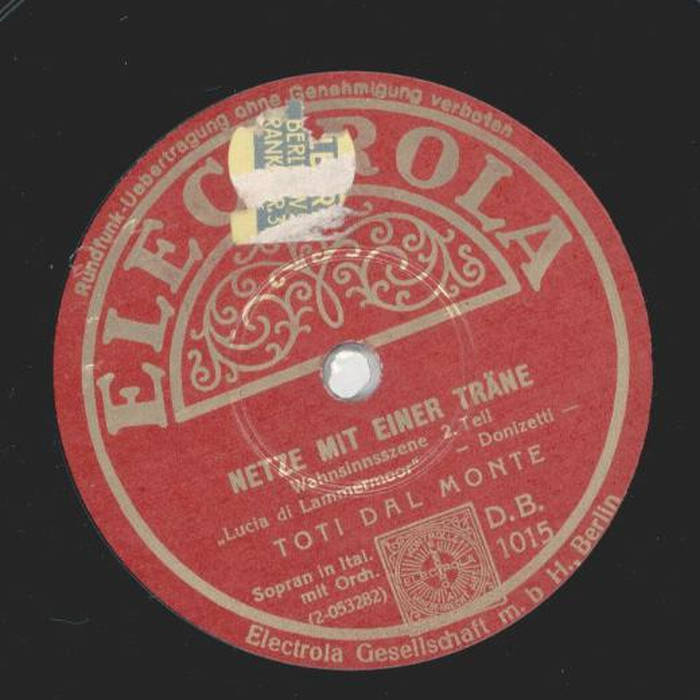 Rundfunk-Uebertragung ohne Genehmigung verboten
ELECTROLA
NETZE MIT EINER TRÄNE
Wahnsinnsszene 2. Teil
„Lucia di Lammermoor" – Donizetti –
TOTI DAL MONTE
Sopran in Ital.
mit Orch.
(2-053282)
D.B.
1015
ELECTROLA
Electrola Gesellschaft m. b H., Berlin